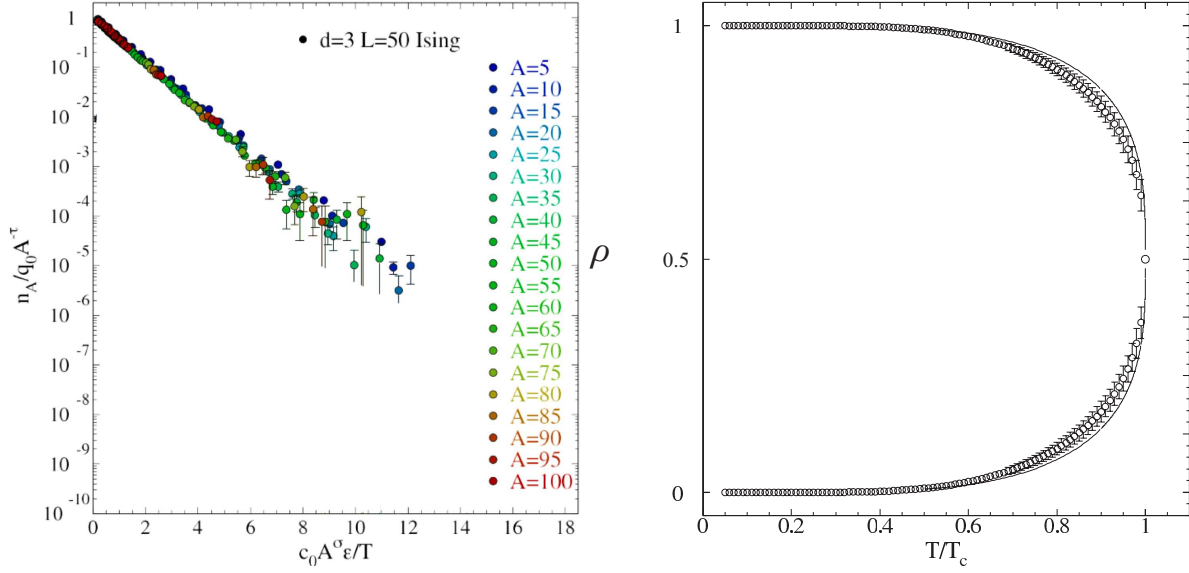 1
10 -1
10 -2
10 -3
10 -4
10 -5
10 -6
10 -7
10 -8
10 -9
10 -10
n_A/q_0A^-τ
0 2 4 6 8 10 12 14 16 18
c_0A^σε/T
d=3 L=50 Ising
A=5
A=10
A=15
A=20
A=25
A=30
A=35
A=40
A=45
A=50
A=55
A=60
A=65
A=70
A=75
A=80
A=85
A=90
A=95
A=100
1
0.5
0
ρ
0 0.2 0.4 0.6 0.8 1
T/T_c